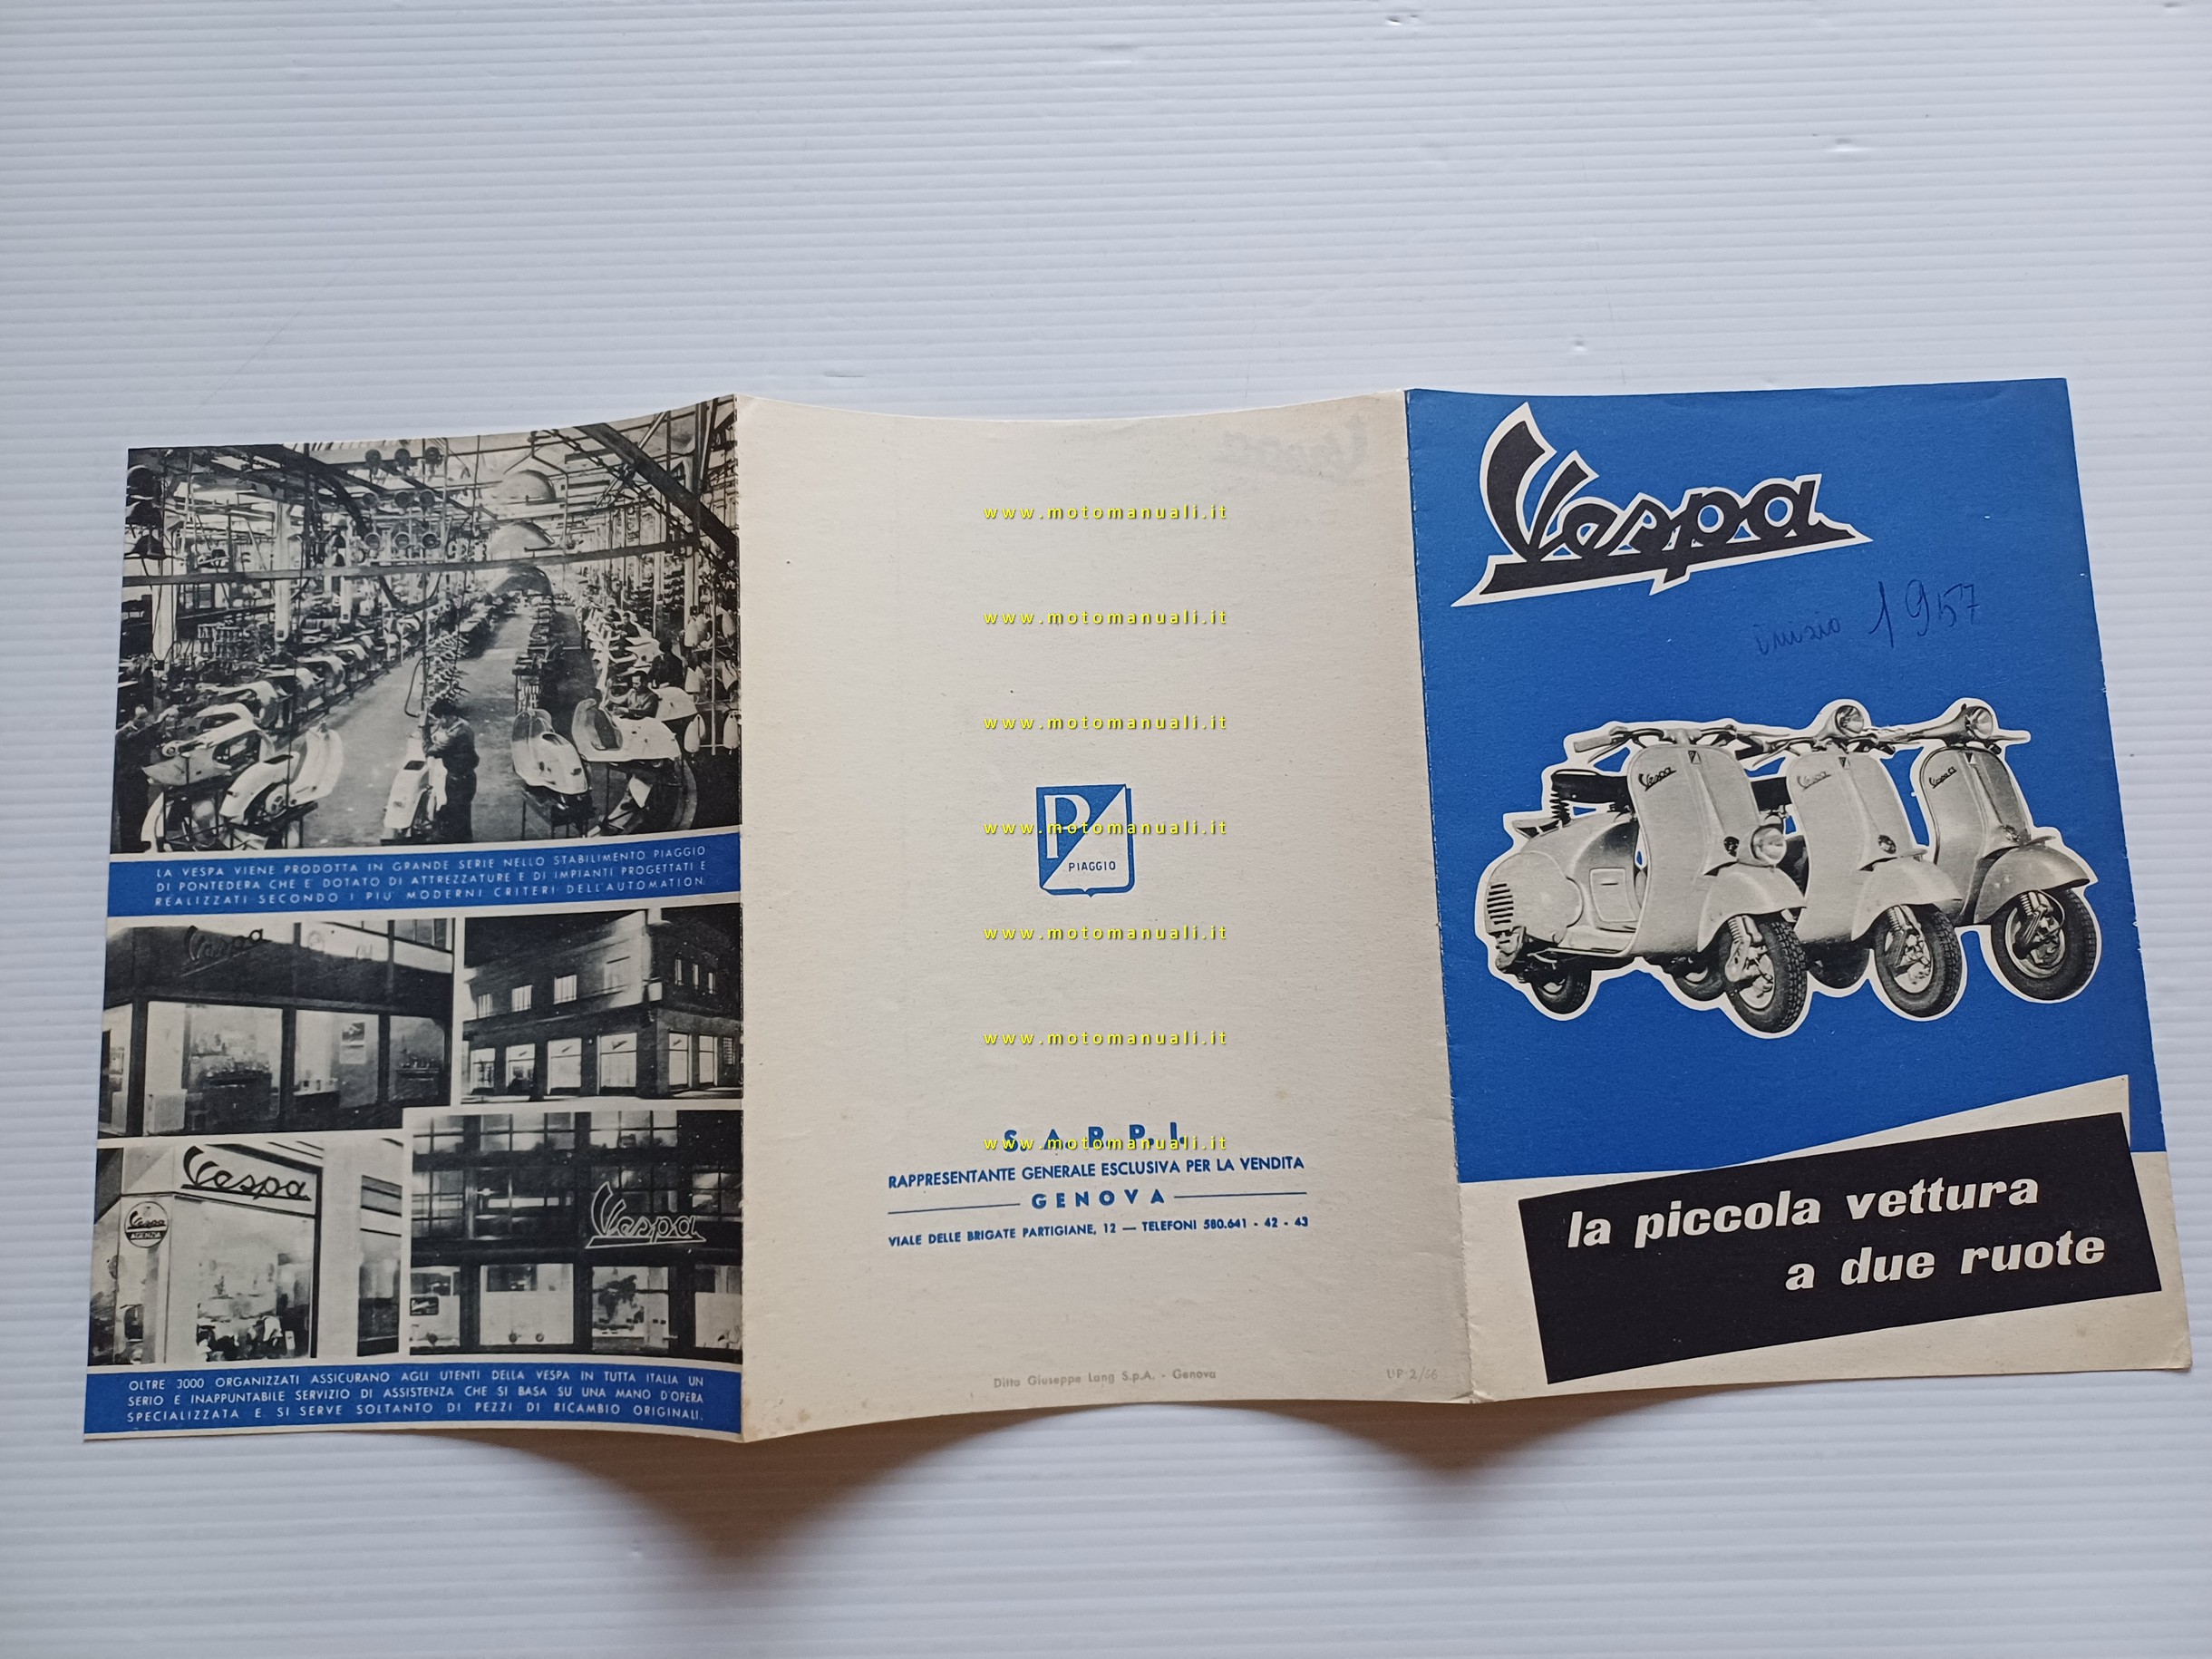 LA VESPA VIENE PRODOTTA IN GRANDE SERIE NELLO STABILIMENTO PIAGGIO
DI PONTEDERA CHE E' DOTATO DI ATTREZZATURE E DI IMPIANTI PROGETTATI E
REALIZZATI SECONDO I PIU' MODERNI CRITERI DELL'AUTOMATION.
Vespa
Vespa
Vespa
AGENZIA
Vespa
OLTRE 3000 ORGANIZZATI ASSICURANO AGLI UTENTI DELLA VESPA IN TUTTA ITALIA UN
SERIO E INAPPUNTABILE SERVIZIO DI ASSISTENZA CHE SI BASA SU UNA MANO D'OPERA
SPECIALIZZATA E SI SERVE SOLTANTO DI PEZZI DI RICAMBIO ORIGINALI.
www.motomanuali.it
www.motomanuali.it
www.motomanuali.it
P
www.motomanuali.it
PIAGGIO
www.motomanuali.it
www.motomanuali.it
S.A.R.P.I.
www.motomanuali.it
RAPPRESENTANTE GENERALE ESCLUSIVA PER LA VENDITA
GENOVA
VIALE DELLE BRIGATE PARTIGIANE, 12 — TELEFONI 580.641 - 42 - 43
Ditta Giuseppe Lang S.p.A. - Genova
Vespa
inizio 1957
Vespa
Vespa
Vespa
la piccola vettura
a due ruote